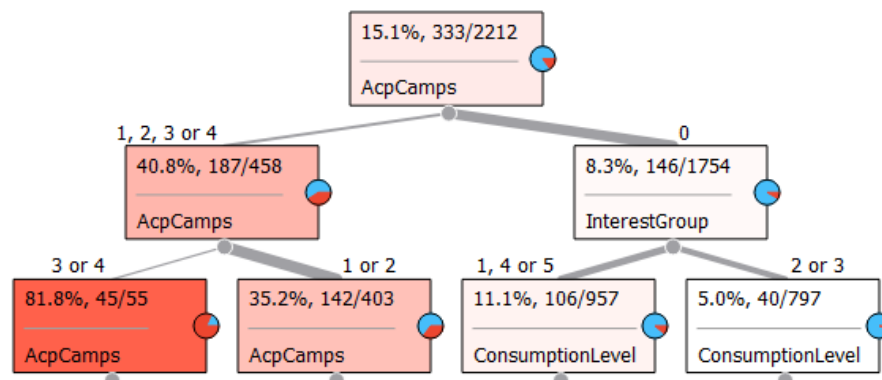 15.1%, 333/2212
AcpCamps
1, 2, 3 or 4
0
40.8%, 187/458
AcpCamps
8.3%, 146/1754
InterestGroup
3 or 4
1 or 2
1, 4 or 5
2 or 3
81.8%, 45/55
AcpCamps
35.2%, 142/403
AcpCamps
11.1%, 106/957
ConsumptionLevel
5.0%, 40/797
ConsumptionLevel